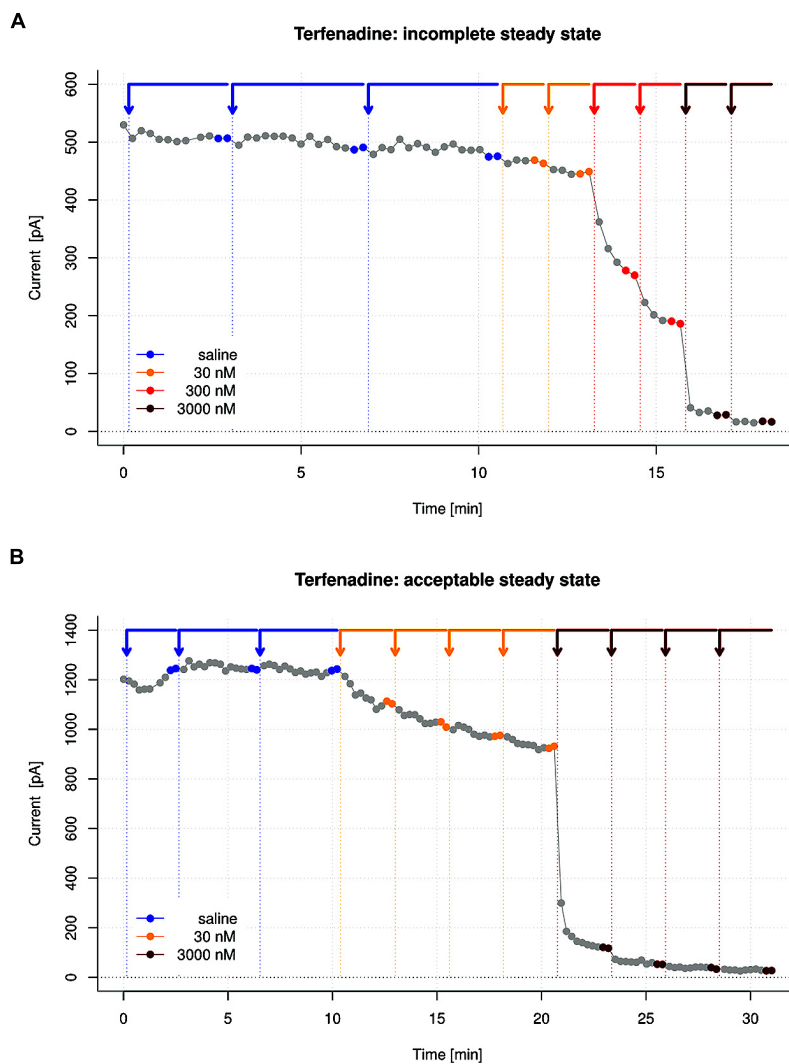 A
Terfenadine: incomplete steady state
600
500
400
300
200
100
0
Current [pA]
saline
30 nM
300 nM
3000 nM
0 5 10 15
Time [min]
B
Terfenadine: acceptable steady state
1400
1200
1000
800
600
400
200
0
Current [pA]
saline
30 nM
3000 nM
0 5 10 15 20 25 30
Time [min]